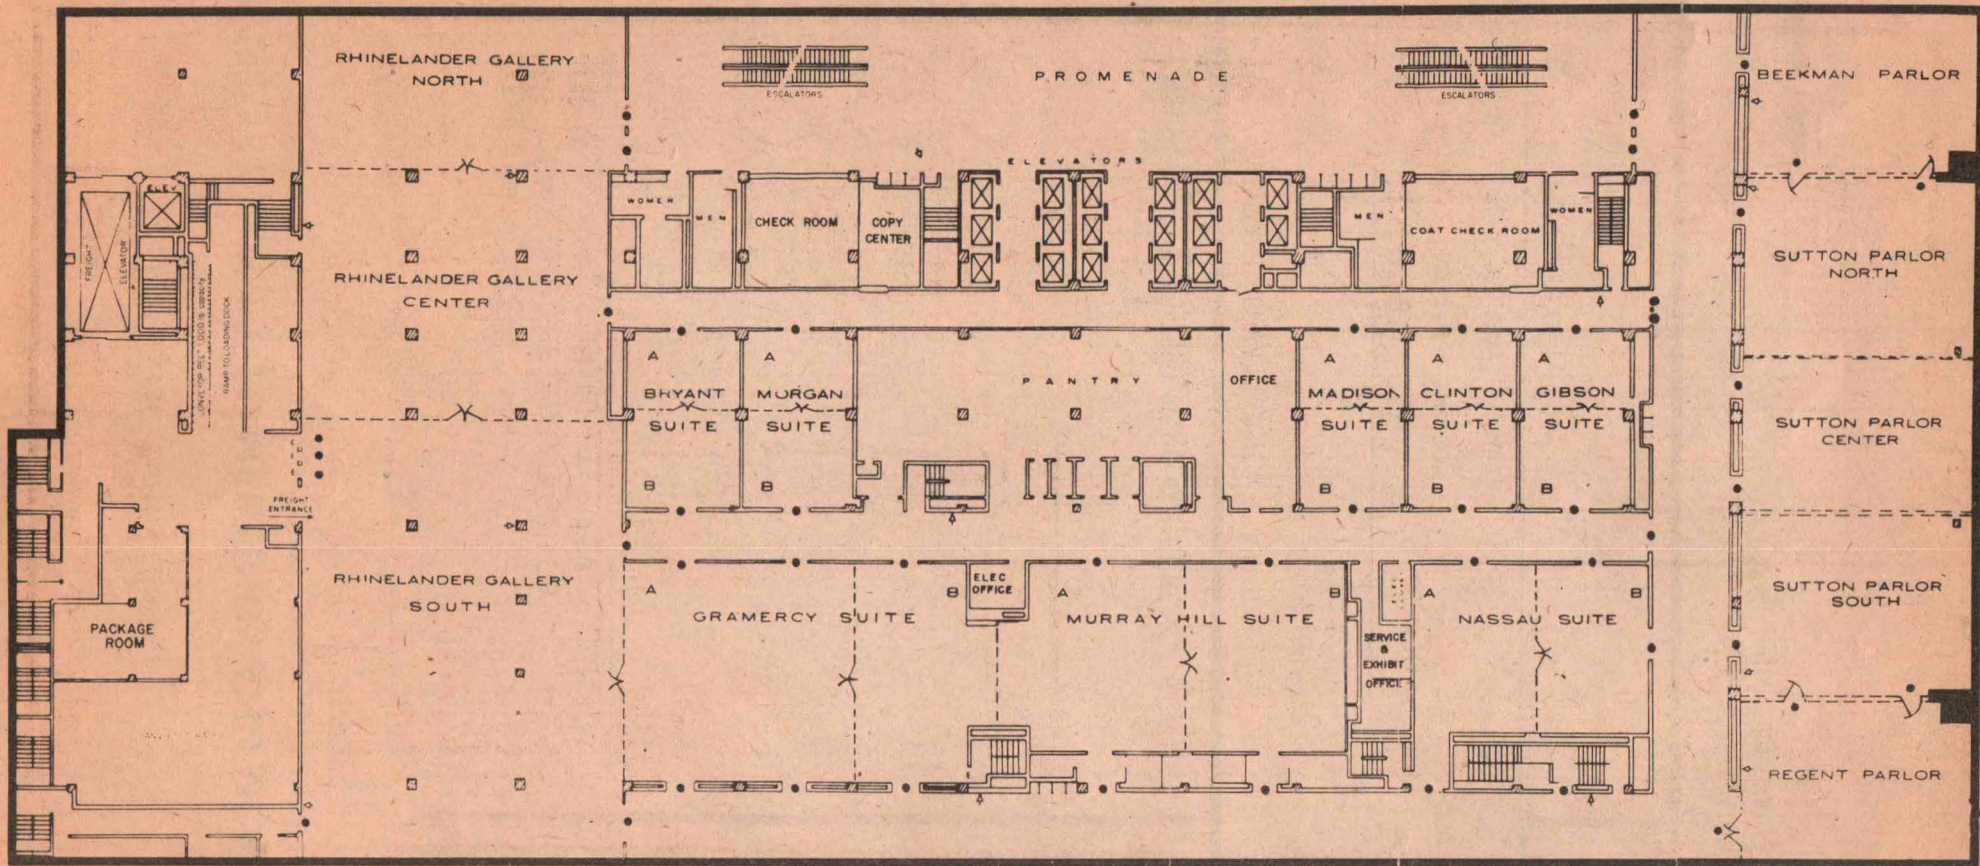 RHINELANDER GALLERY
NORTH
ESCALATORS
PROMENADE
ESCALATORS
BEEKMAN PARLOR
ELEVATORS
ELEV
WOMEN
MEN
CHECK ROOM
COPY
CENTER
MEN
COAT CHECK ROOM
WOMEN
FREIGHT
ELEVATOR
RAMP TO LOADING DOCK
RHINELANDER GALLERY
CENTER
SUTTON PARLOR
NORTH
A
BRYANT
SUITE
B
A
MORGAN
SUITE
B
PANTRY
OFFICE
A
MADISON
SUITE
B
A
CLINTON
SUITE
B
A
GIBSON
SUITE
B
SUTTON PARLOR
CENTER
FREIGHT
ENTRANCE
RHINELANDER GALLERY
SOUTH
PACKAGE
ROOM
A
GRAMERCY SUITE
B
ELEC
OFFICE
A
MURRAY HILL SUITE
B
SERVICE
&
EXHIBIT
OFFICE
A
NASSAU SUITE
B
SUTTON PARLOR
SOUTH
REGENT PARLOR